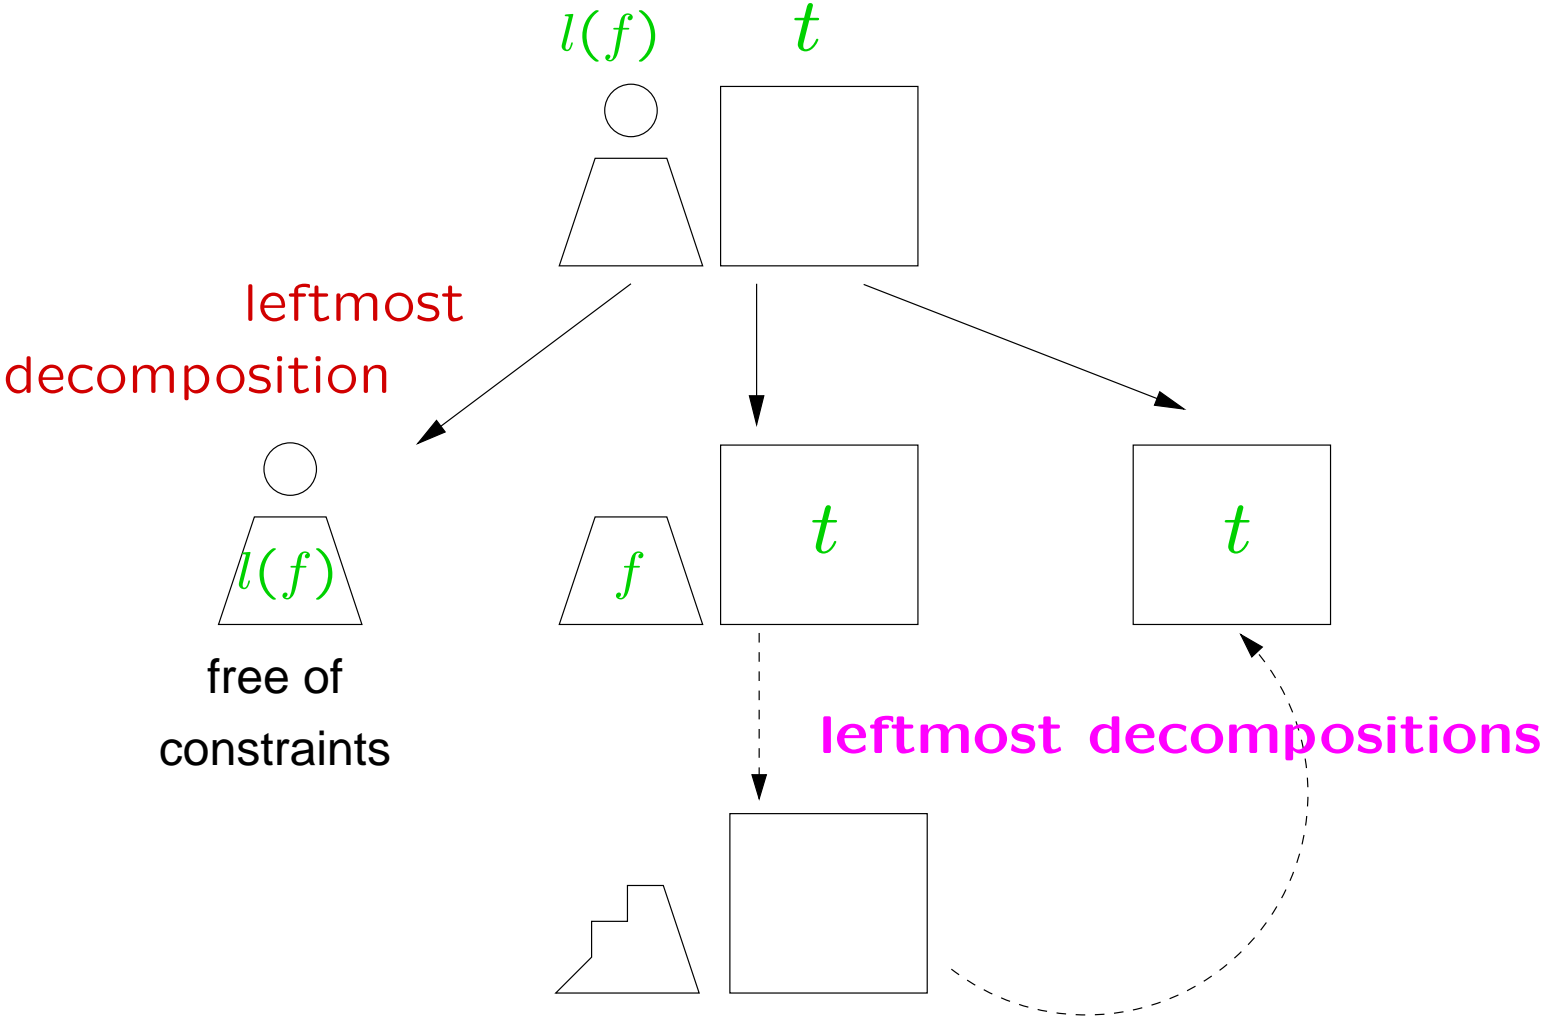 l(f) t
leftmost
decomposition
l(f) f t t
free of
constraints
leftmost decompositions